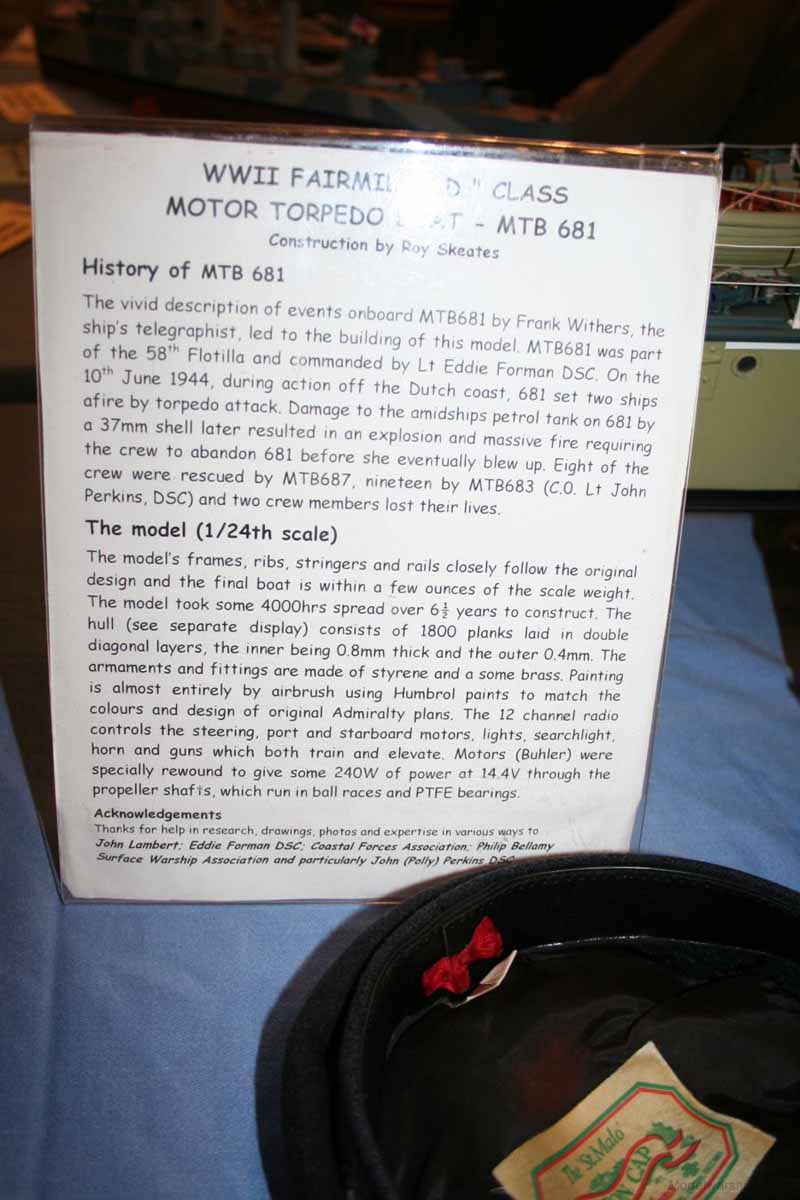 WWII FAIRMIL D" CLASS
MOTOR TORPEDO - MTB 681
Construction by Roy Skeates
History of MTB 681
The vivid description of events onboard MTB681 by Frank Withers, the
ship's telegraphist, led to the building of this model. MTB681 was part
of the 58th Flotilla and commanded by Lt Eddie Forman DSC. On the
10th June 1944, during action off the Dutch coast, 681 set two ships
afire by torpedo attack. Damage to the amidships petrol tank on 681 by
a 37mm shell later resulted in an explosion and massive fire requiring
the crew to abandon 681 before she eventually blew up. Eight of the
crew were rescued by MTB687, nineteen by MTB683 (C.O. Lt John
Perkins, DSC) and two crew members lost their lives.
The model (1/24th scale)
The model's frames, ribs, stringers and rails closely follow the original
design and the final boat is within a few ounces of the scale weight.
The model took some 4000hrs spread over 6½ years to construct. The
hull (see separate display) consists of 1800 planks laid in double
diagonal layers, the inner being 0.8mm thick and the outer 0.4mm. The
armaments and fittings are made of styrene and a some brass. Painting
is almost entirely by airbrush using Humbrol paints to match the
colours and design of original Admiralty plans. The 12 channel radio
controls the steering, port and starboard motors, lights, searchlight,
horn and guns which both train and elevate. Motors (Buhler) were
specially rewound to give some 240W of power at 14.4V through the
propeller shafts, which run in ball races and PTFE bearings.
Acknowledgements
Thanks for help in research, drawings, photos and expertise in various ways to
John Lambert; Eddie Forman DSC; Coastal Forces Association; Philip Bellamy
Surface Warship Association and particularly John (Polly) Perkins DSC
The St.Malo
CAP